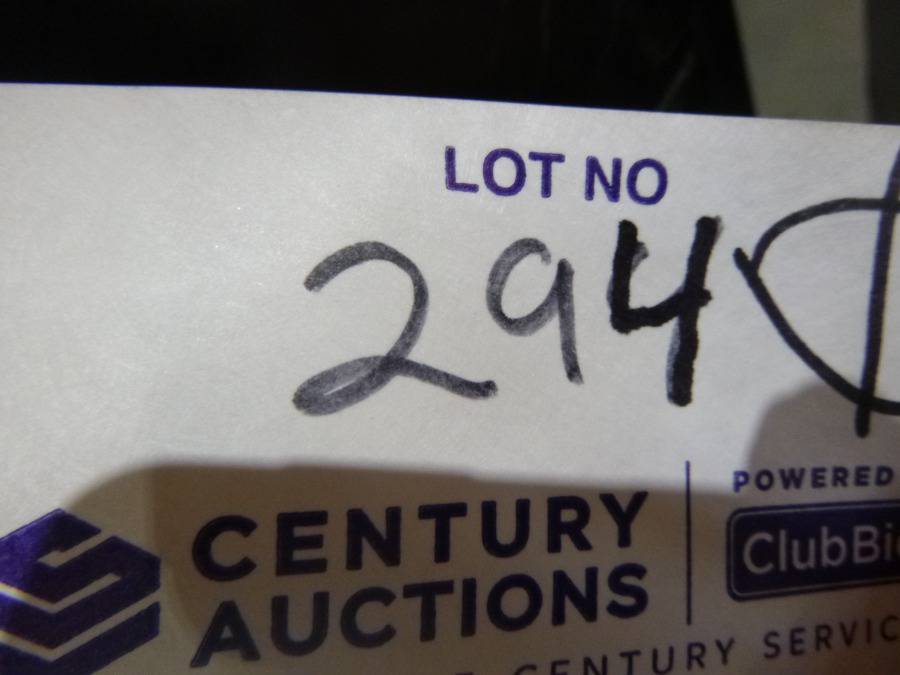 LOT NO
294
CENTURY
AUCTIONS
POWERED
ClubBi
CENTURY SERVIC